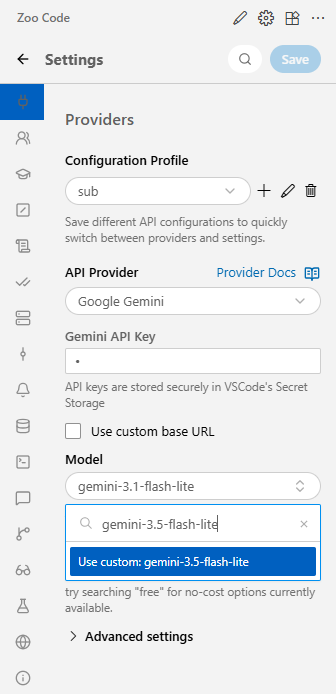 Zoo Code
Settings
Save
Providers
Configuration Profile
sub
Save different API configurations to quickly
switch between providers and settings.
API Provider
Provider Docs
Google Gemini
Gemini API Key
•
API keys are stored securely in VSCode's Secret
Storage
Use custom base URL
Model
gemini-3.1-flash-lite
gemini-3.5-flash-lite
Use custom: gemini-3.5-flash-lite
try searching "free" for no-cost options currently
available.
Advanced settings